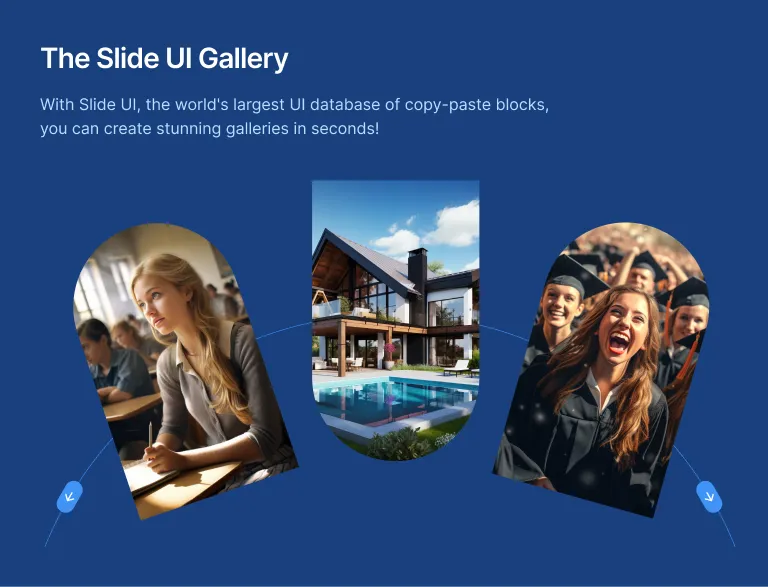 The Slide UI Gallery
With Slide UI, the world's largest UI database of copy-paste blocks,
you can create stunning galleries in seconds!